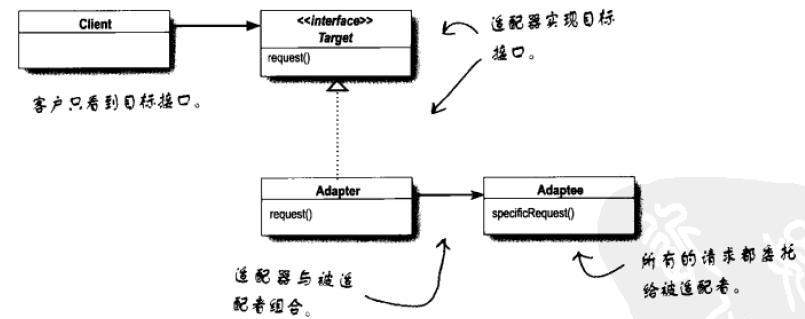 Client
<<interface>>
Target
request()
适配器实现目标
接口。
客户只看到目标接口。
Adapter
request()
Adaptee
specificRequest()
适配器与被适
配者组合。
所有的请求都委托
给被适配者。